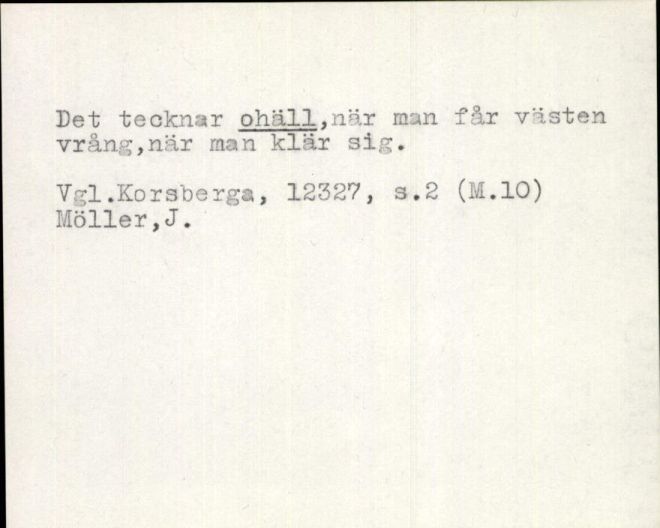 Det tecknar ohäll,när man får västen
vrång,när man klär sig.
Vgl.Korsberga, 12327, s.2 (M.10)
Möller,J.